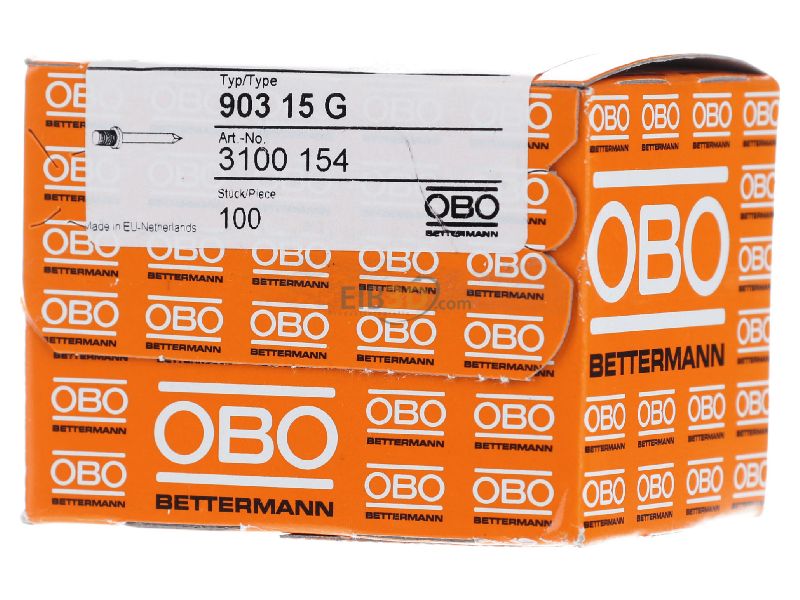 Typ/Type
903 15 G
Art.-No.
3100 154
Stück/Piece
100
Made in EU-Netherlands
OBO
BETTERMANN
OBO
BETTERMANN
OBO
BETTERMANN